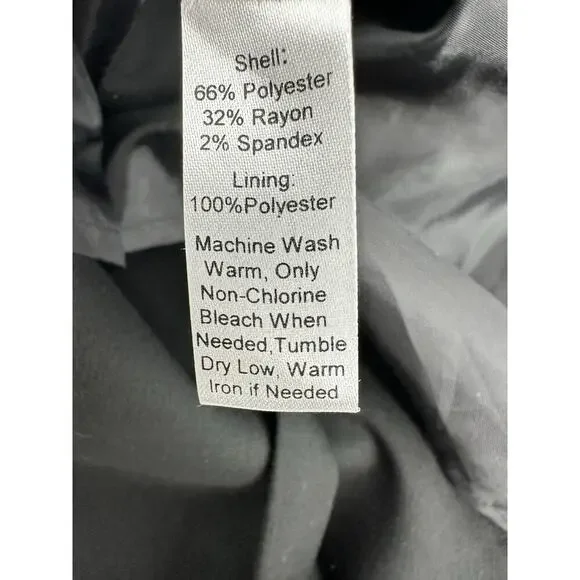 Shell:
66% Polyester
32% Rayon
2% Spandex
Lining:
100%Polyester
Machine Wash
Warm, Only
Non-Chlorine
Bleach When
Needed,Tumble
Dry Low, Warm
Iron if Needed